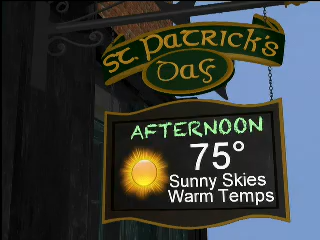 St. Patrick's
Day
AFTERNOON
75°
Sunny Skies
Warm Temps